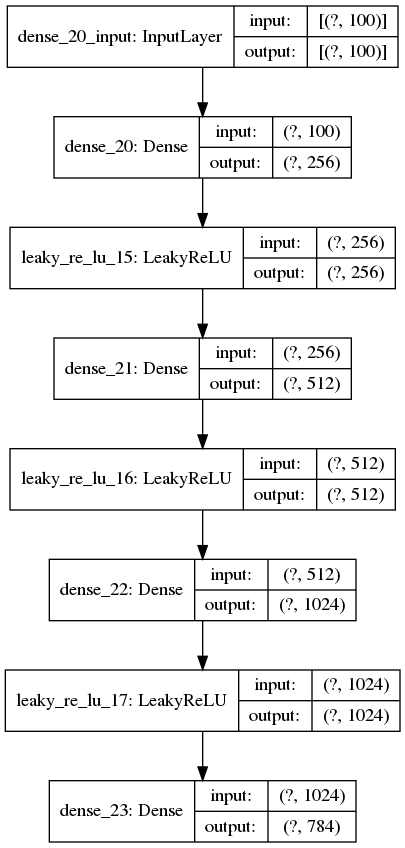 dense_20_input: InputLayer
input: [(?, 100)]
output: [(?, 100)]
dense_20: Dense
input: (?, 100)
output: (?, 256)
leaky_re_lu_15: LeakyReLU
input: (?, 256)
output: (?, 256)
dense_21: Dense
input: (?, 256)
output: (?, 512)
leaky_re_lu_16: LeakyReLU
input: (?, 512)
output: (?, 512)
dense_22: Dense
input: (?, 512)
output: (?, 1024)
leaky_re_lu_17: LeakyReLU
input: (?, 1024)
output: (?, 1024)
dense_23: Dense
input: (?, 1024)
output: (?, 784)